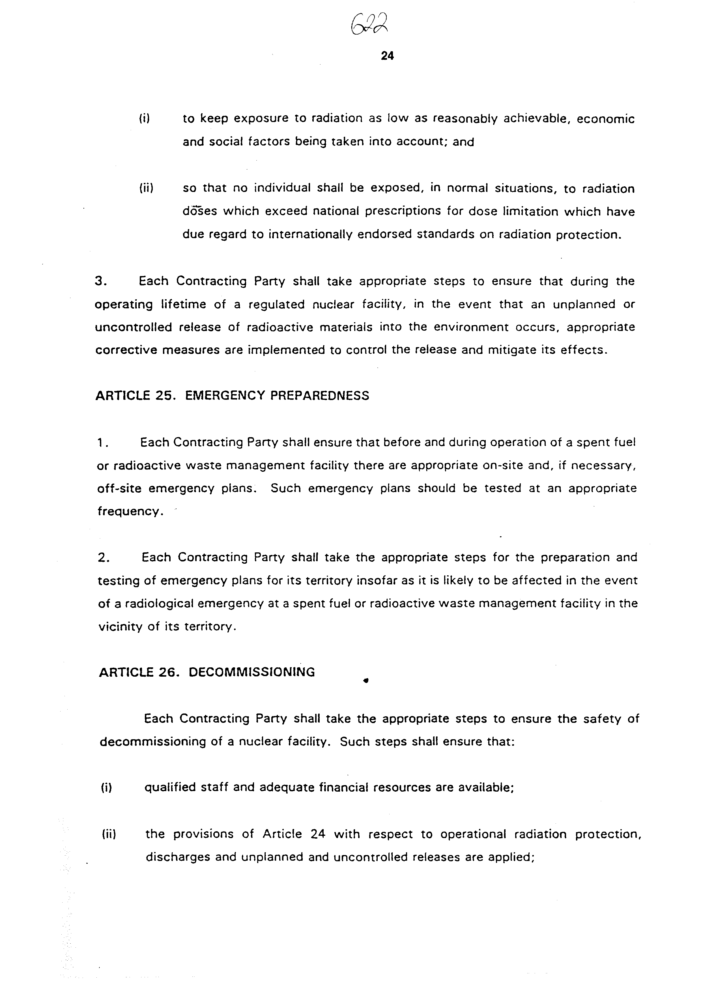 622
24
(i) to keep exposure to radiation as low as reasonably achievable, economic
and social factors being taken into account; and
(ii) so that no individual shall be exposed, in normal situations, to radiation
doses which exceed national prescriptions for dose limitation which have
due regard to internationally endorsed standards on radiation protection.
3. Each Contracting Party shall take appropriate steps to ensure that during the
operating lifetime of a regulated nuclear facility, in the event that an unplanned or
uncontrolled release of radioactive materials into the environment occurs, appropriate
corrective measures are implemented to control the release and mitigate its effects.
ARTICLE 25. EMERGENCY PREPAREDNESS
1. Each Contracting Party shall ensure that before and during operation of a spent fuel
or radioactive waste management facility there are appropriate on-site and, if necessary,
off-site emergency plans. Such emergency plans should be tested at an appropriate
frequency.
2. Each Contracting Party shall take the appropriate steps for the preparation and
testing of emergency plans for its territory insofar as it is likely to be affected in the event
of a radiological emergency at a spent fuel or radioactive waste management facility in the
vicinity of its territory.
ARTICLE 26. DECOMMISSIONING
Each Contracting Party shall take the appropriate steps to ensure the safety of
decommissioning of a nuclear facility. Such steps shall ensure that:
(i) qualified staff and adequate financial resources are available;
(ii) the provisions of Article 24 with respect to operational radiation protection,
discharges and unplanned and uncontrolled releases are applied;